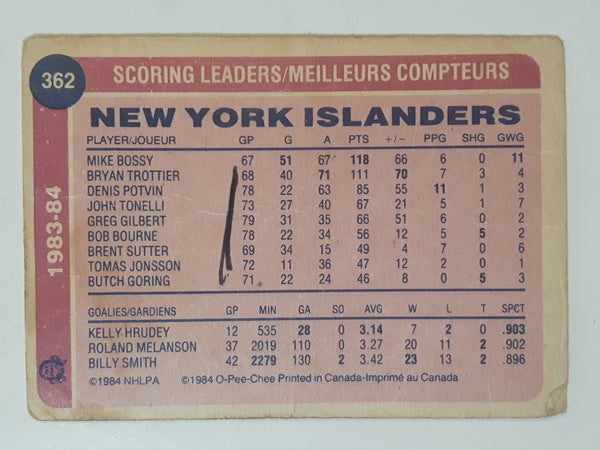 362
SCORING LEADERS/MEILLEURS COMPTEURS
1983-84
NEW YORK ISLANDERS
PLAYER/JOUEUR GP G A PTS +/- PPG SHG GWG
MIKE BOSSY 67 51 67 118 66 6 0 11
BRYAN TROTTIER 68 40 71 111 70 7 3 4
DENIS POTVIN 78 22 63 85 55 11 1 3
JOHN TONELLI 73 27 40 67 21 5 1 7
GREG GILBERT 79 31 35 66 51 6 0 2
BOB BOURNE 78 22 34 56 12 5 5 2
BRENT SUTTER 69 34 15 49 4 7 0 6
TOMAS JONSSON 72 11 36 47 12 2 0 1
BUTCH GORING 71 22 24 46 8 0 5 3
GOALIES/GARDIENS GP MIN GA SO AVG W L T SPCT
KELLY HRUDEY 12 535 28 0 3.14 7 2 0 .903
ROLAND MELANSON 37 2019 110 0 3.27 20 11 2 .902
BILLY SMITH 42 2279 130 2 3.42 23 13 2 .896
©1984 NHLPA ©1984 O-Pee-Chee Printed in Canada-Imprimé au Canada